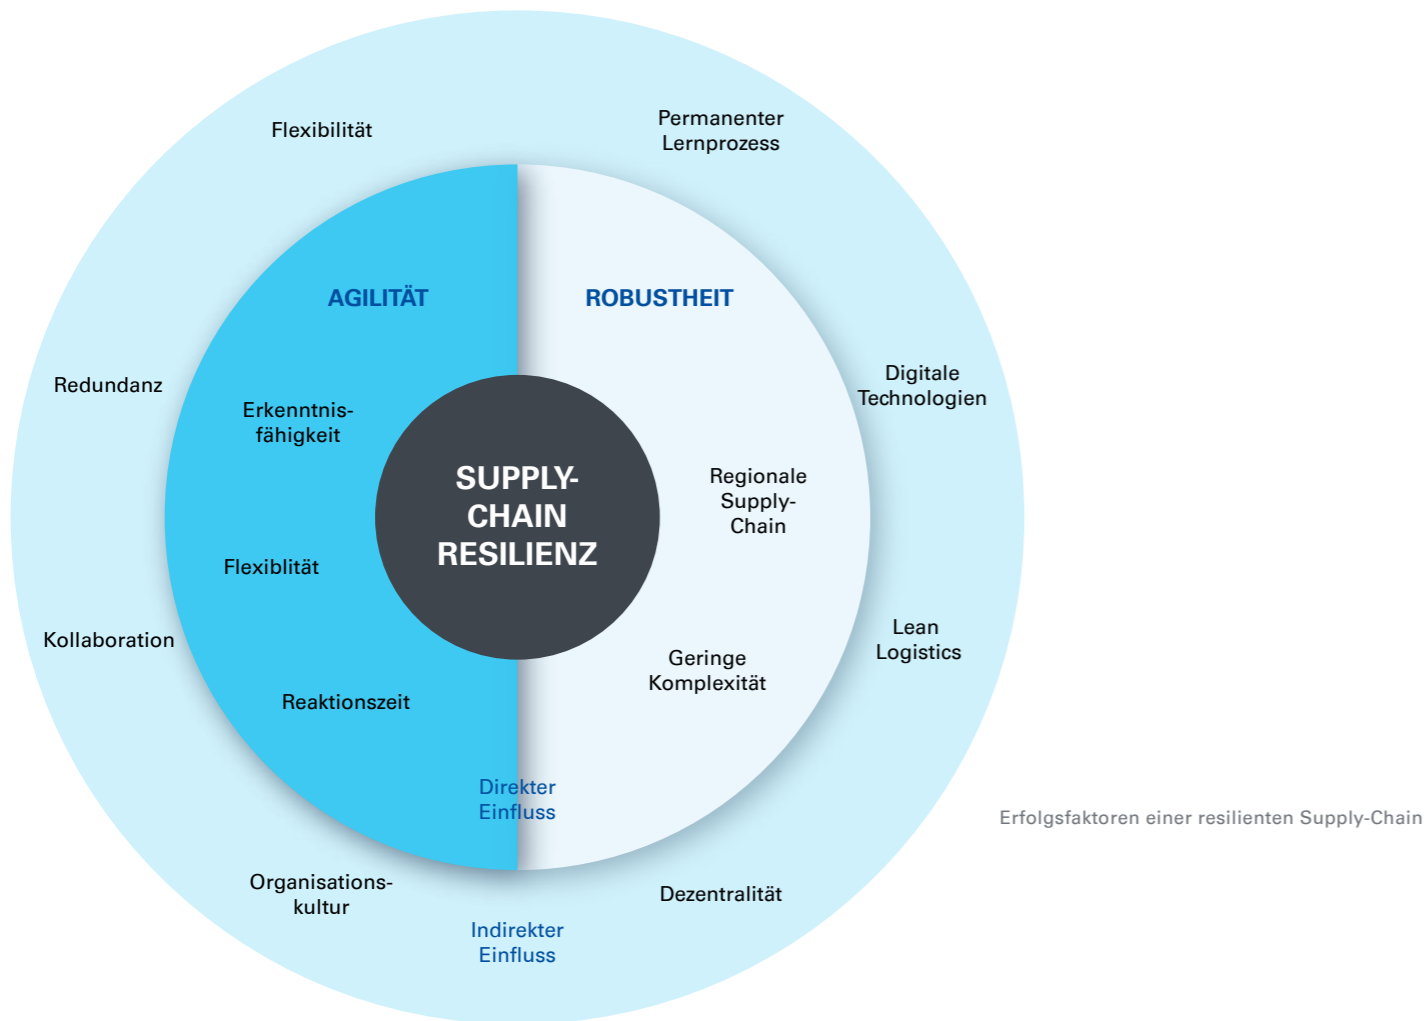 Flexibilität
Permanenter
Lernprozess
AGILITÄT
ROBUSTHEIT
Redundanz
Digitale
Technologien
Erkenntnis-
fähigkeit
SUPPLY-
CHAIN
RESILIENZ
Regionale
Supply-
Chain
Flexiblität
Kollaboration
Lean
Logistics
Geringe
Komplexität
Reaktionszeit
Direkter
Einfluss
Erfolgsfaktoren einer resilienten Supply-Chain
Organisations-
kultur
Dezentralität
Indirekter
Einfluss